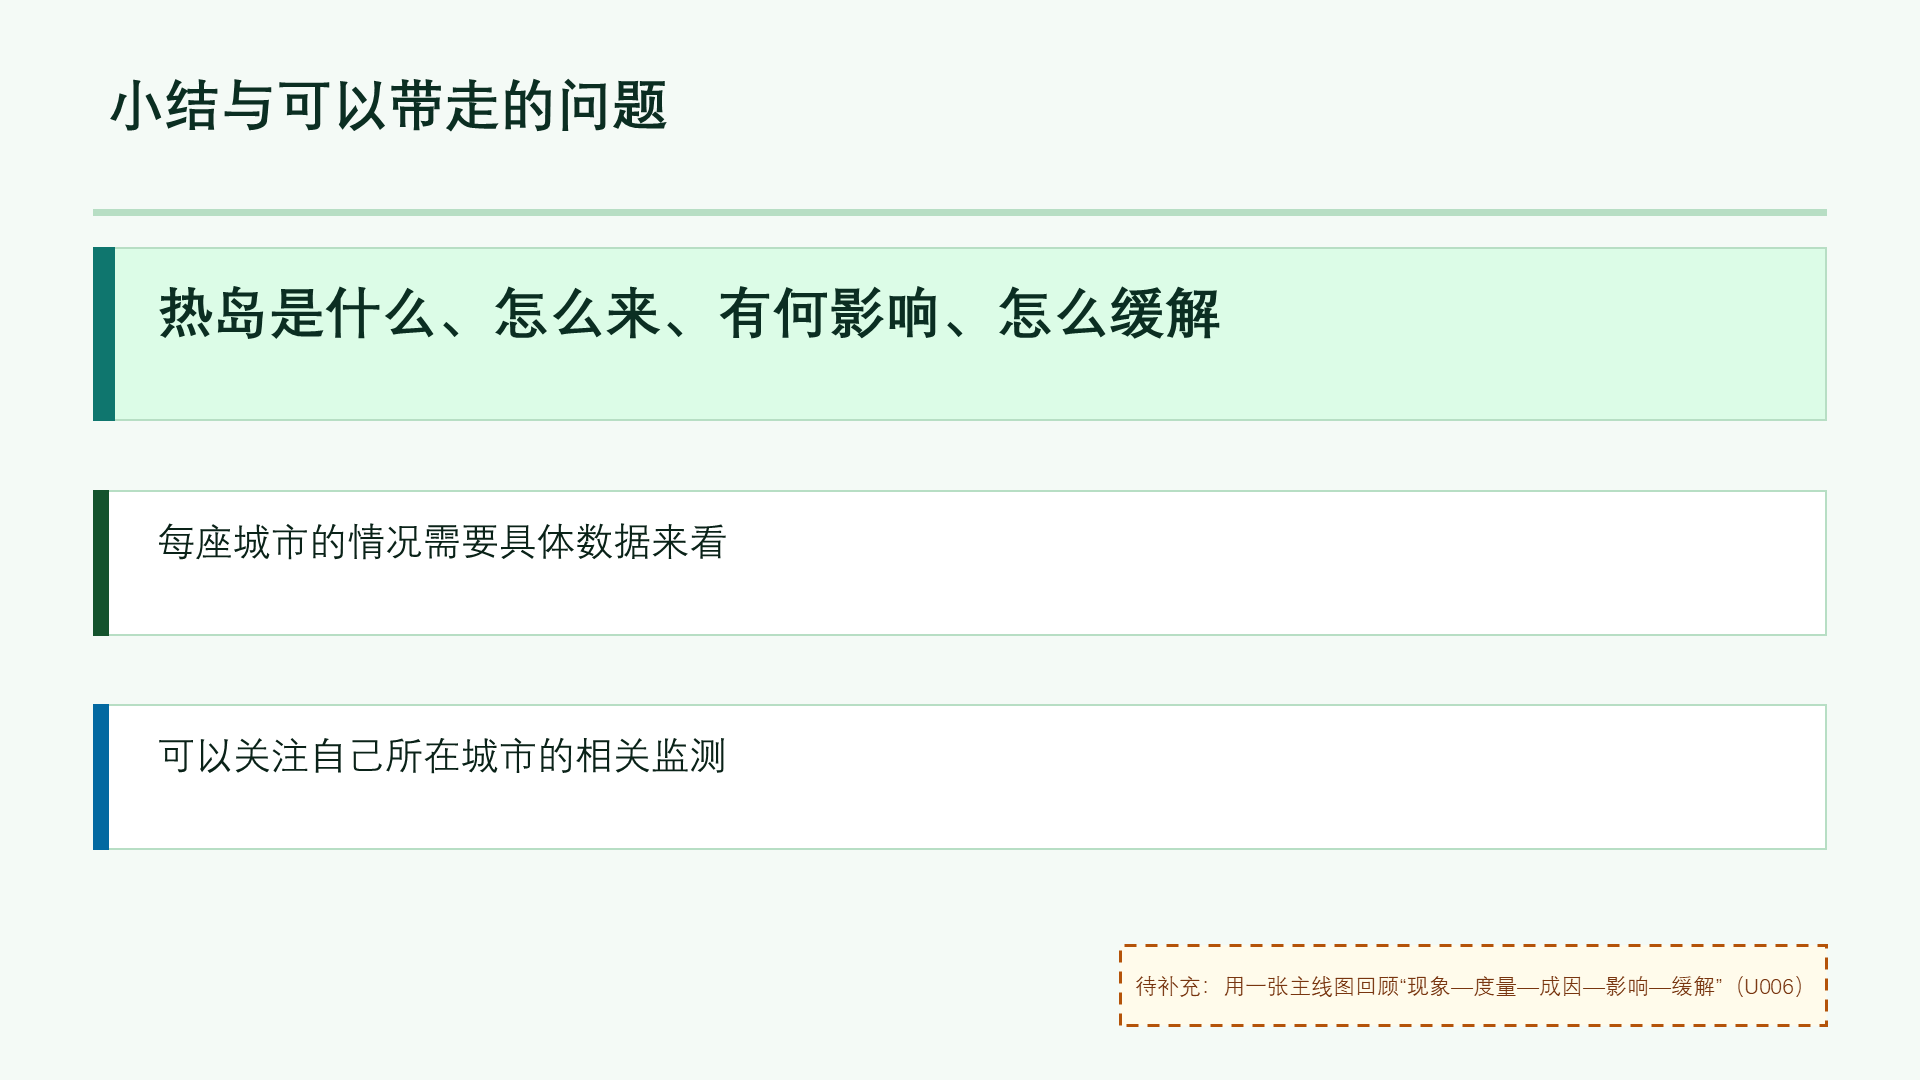 小结与可以带走的问题
热岛是什么、怎么来、有何影响、怎么缓解
每座城市的情况需要具体数据来看
可以关注自己所在城市的相关监测
待补充：用一张主线图回顾“现象—度量—成因—影响—缓解”（U006）